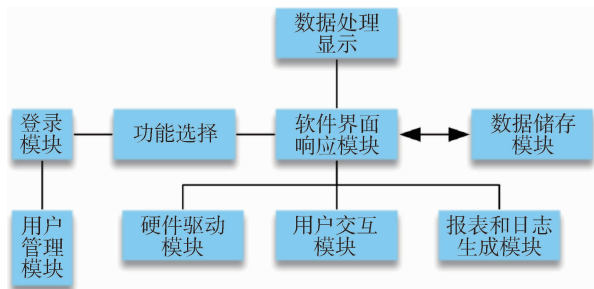 数据处理
显示
登录
模块
功能选择
软件界面
响应模块
数据储存
模块
用户
管理
模块
硬件驱动
模块
用户交互
模块
报表和日志
生成模块